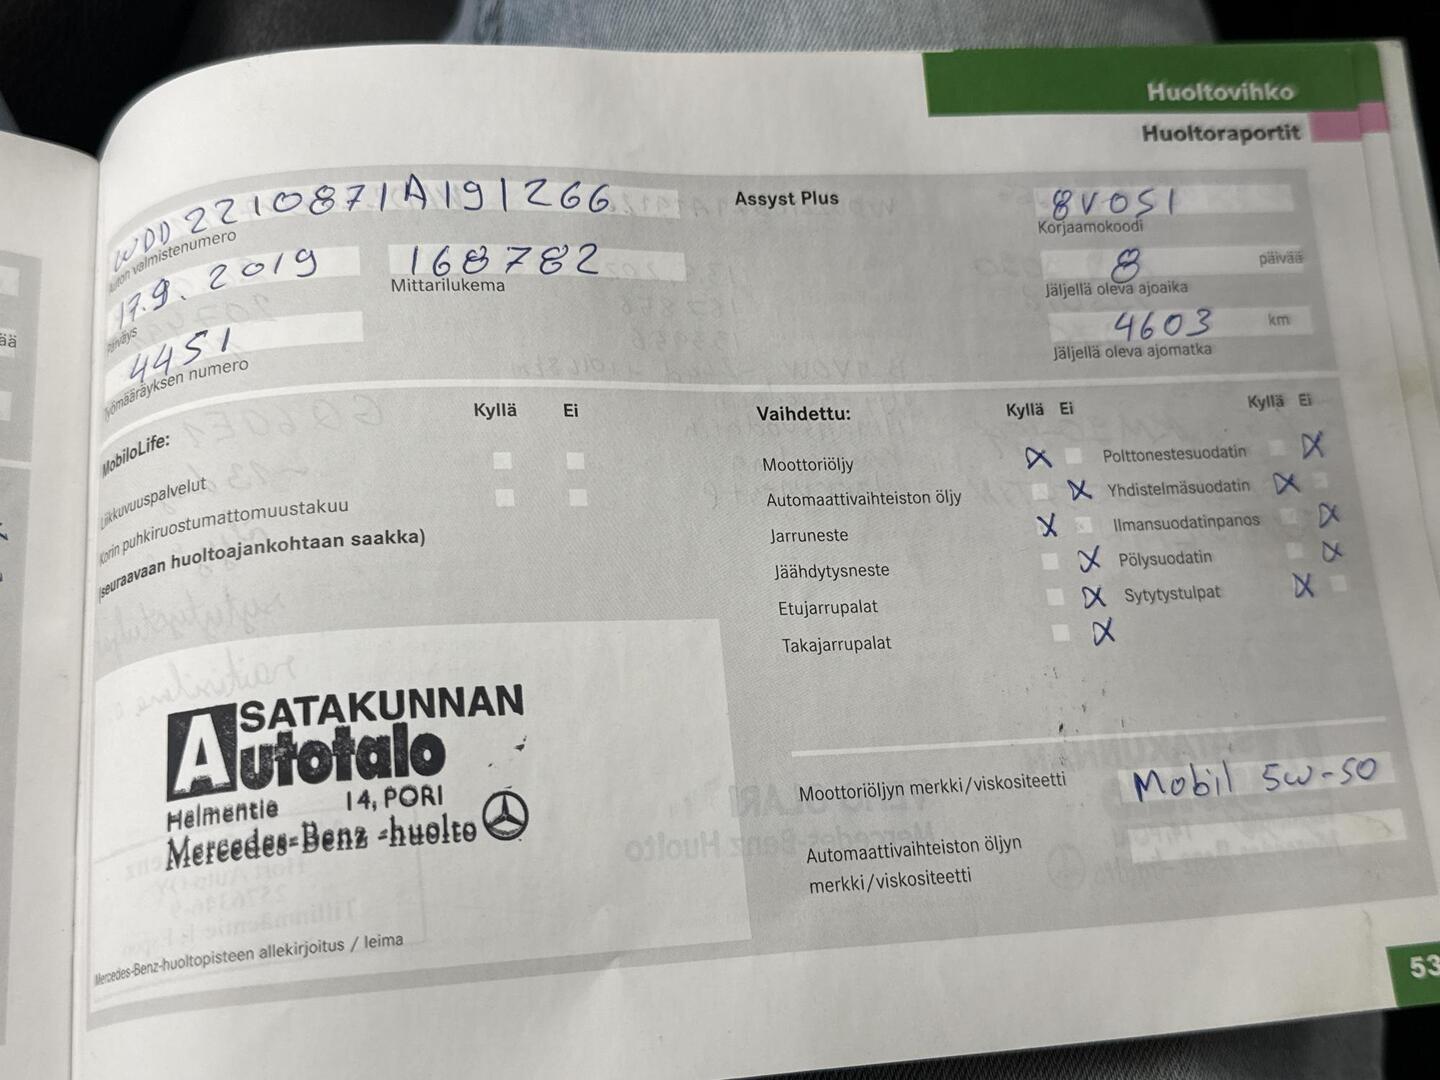 Huoltovihko
Huoltoraportit
WDD2210871A191266
Auton valmistenumero
Assyst Plus
8V0S1
Korjaamokoodi
17.9.2019
Päiväys
168782
Mittarilukema
8 päivää
Jäljellä oleva ajoaika
4451
Työmääräyksen numero
4603 km
Jäljellä oleva ajomatka
Kyllä Ei
MobiloLife:
Liikkuvuuspalvelut
Korin puhkiruostumattomuustakuu
(seuraavaan huoltoajankohtaan saakka)
Vaihdettu: Kyllä Ei Kyllä Ei
Moottoriöljy X Polttonestesuodatin X
Automaattivaihteiston öljy X Yhdistelmäsuodatin X
Jarruneste X Ilmansuodatinpanos X
Jäähdytysneste X Pölysuodatin X
Etujarrupalat X Sytytystulpat X
Takajarrupalat X
SATAKUNNAN
Autotalo
Helmentie 14, PORI
Mercedes-Benz -huolto
Mercedes-Benz-huoltopisteen allekirjoitus / leima
Moottoriöljyn merkki/viskositeetti Mobil 5w-50
Automaattivaihteiston öljyn
merkki/viskositeetti
53